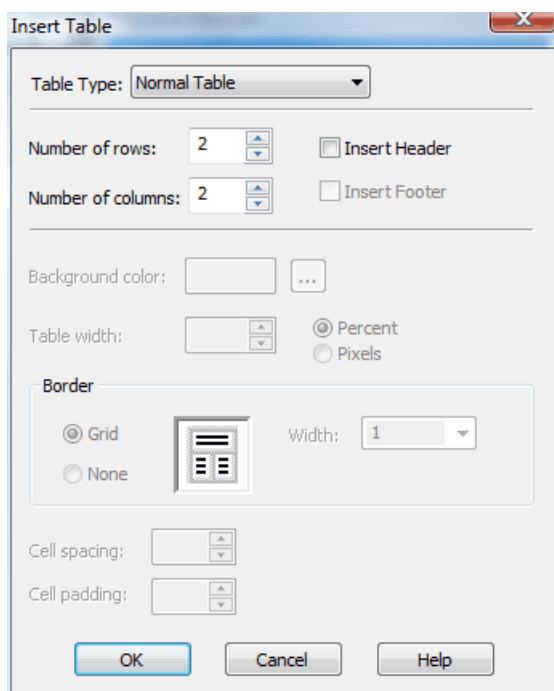 Insert Table
X
Table Type: Normal Table
Number of rows: 2
Insert Header
Number of columns: 2
Insert Footer
Background color:
...
Table width:
Percent
Pixels
Border
Grid
Width: 1
None
Cell spacing:
Cell padding:
OK Cancel Help